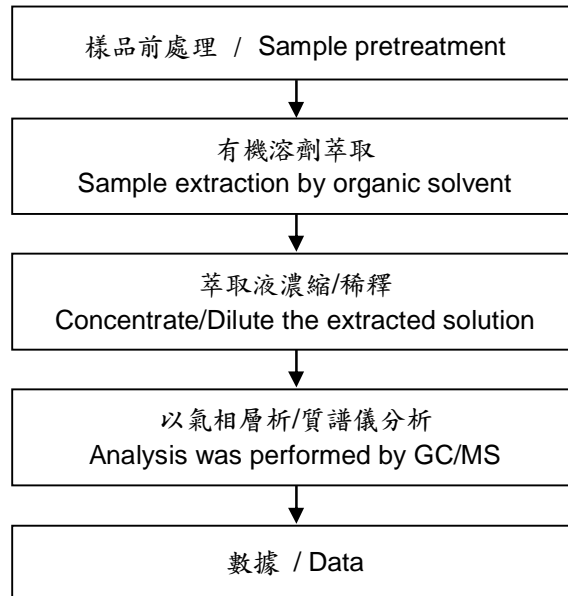 樣品前處理 / Sample pretreatment
有機溶劑萃取
Sample extraction by organic solvent
萃取液濃縮/稀釋
Concentrate/Dilute the extracted solution
以氣相層析/質譜儀分析
Analysis was performed by GC/MS
數據 / Data